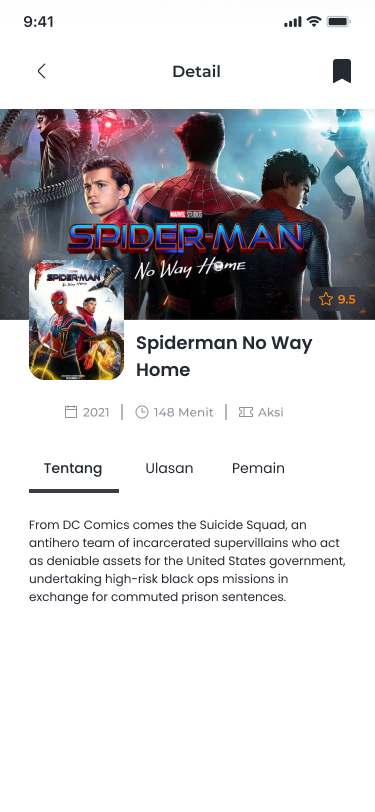 9:41
Detail
MARVEL STUDIOS
SPIDER-MAN
No Way Home
9.5
SPIDER-MAN
No Way Home
Spiderman No Way
Home
2021
148 Menit
Aksi
Tentang
Ulasan
Pemain
From DC Comics comes the Suicide Squad, an
antihero team of incarcerated supervillains who act
as deniable assets for the United States government,
undertaking high-risk black ops missions in
exchange for commuted prison sentences.